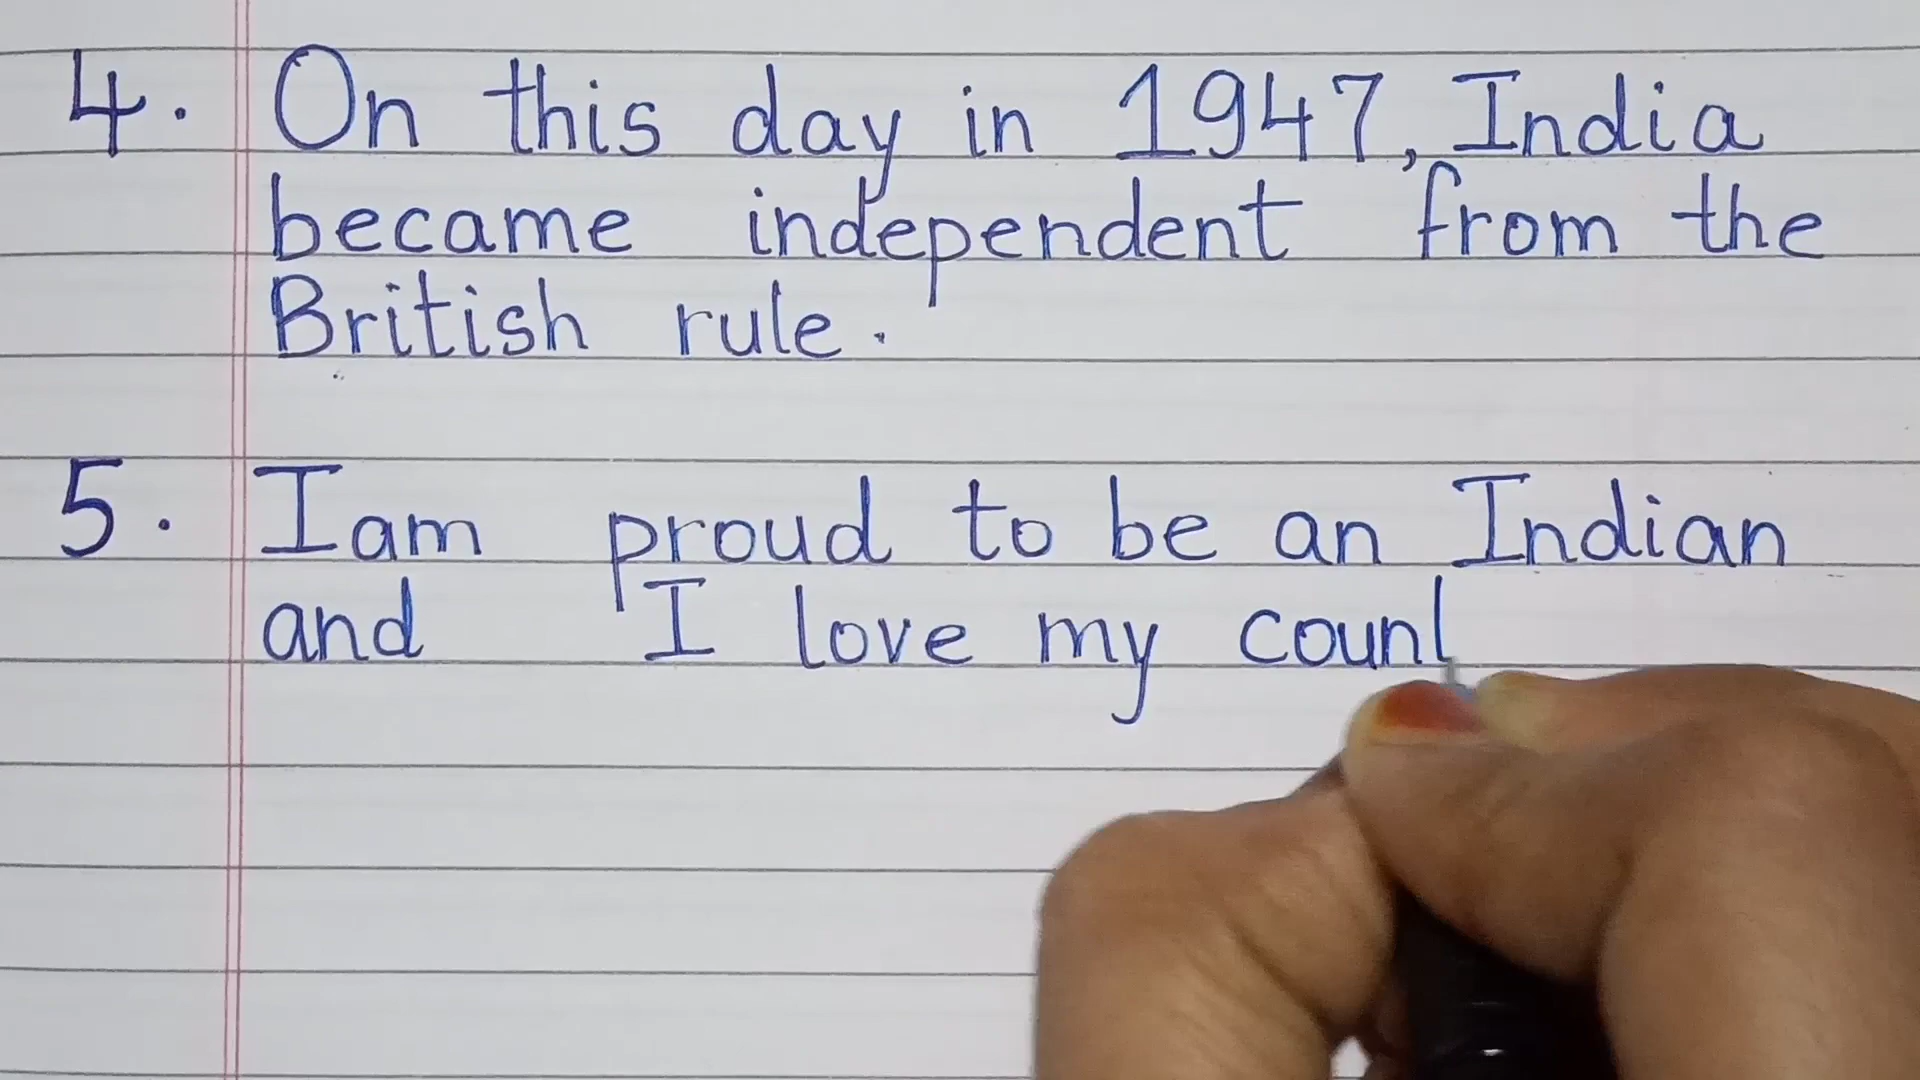 4. On this day in 1947, India
became independent from the
British rule.
5. I am proud to be an Indian
and I love my